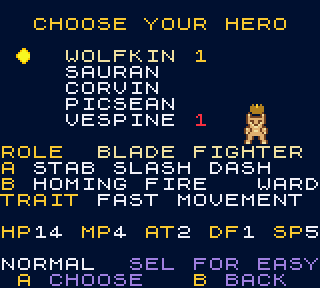 CHOOSE YOUR HERO
WOLFKIN 1
SAURAN
CORVIN
PICSEAN
VESPINE 1
ROLE BLADE FIGHTER
A STAB SLASH DASH
B HOMING FIRE WARD
TRAIT FAST MOVEMENT
HP14 MP4 AT2 DF1 SP5
NORMAL SEL FOR EASY
A CHOOSE B BACK